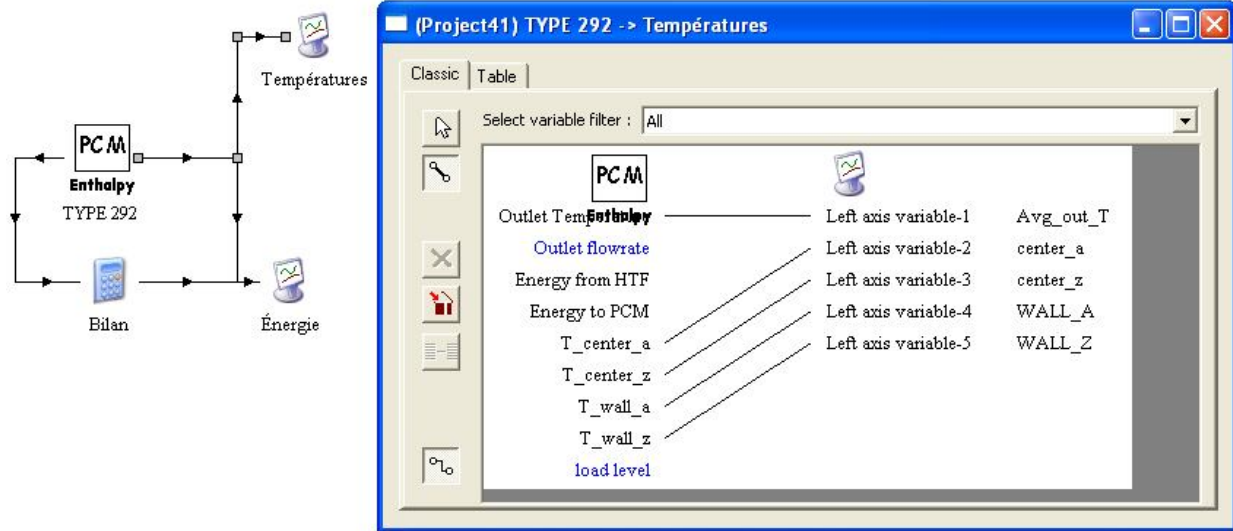 Températures
PCM
Enthalpy
TYPE 292
Bilan
Énergie
(Project41) TYPE 292 -> Températures
Classic
Table
Select variable filter : All
PCM
Enthalpy
Outlet Left axis variable-1 Avg_out_T
Outlet flowrate Left axis variable-2 center_a
Energy from HTF Left axis variable-3 center_z
Energy to PCM Left axis variable-4 WALL_A
T_center_a Left axis variable-5 WALL_Z
T_center_z
T_wall_a
T_wall_z
load level